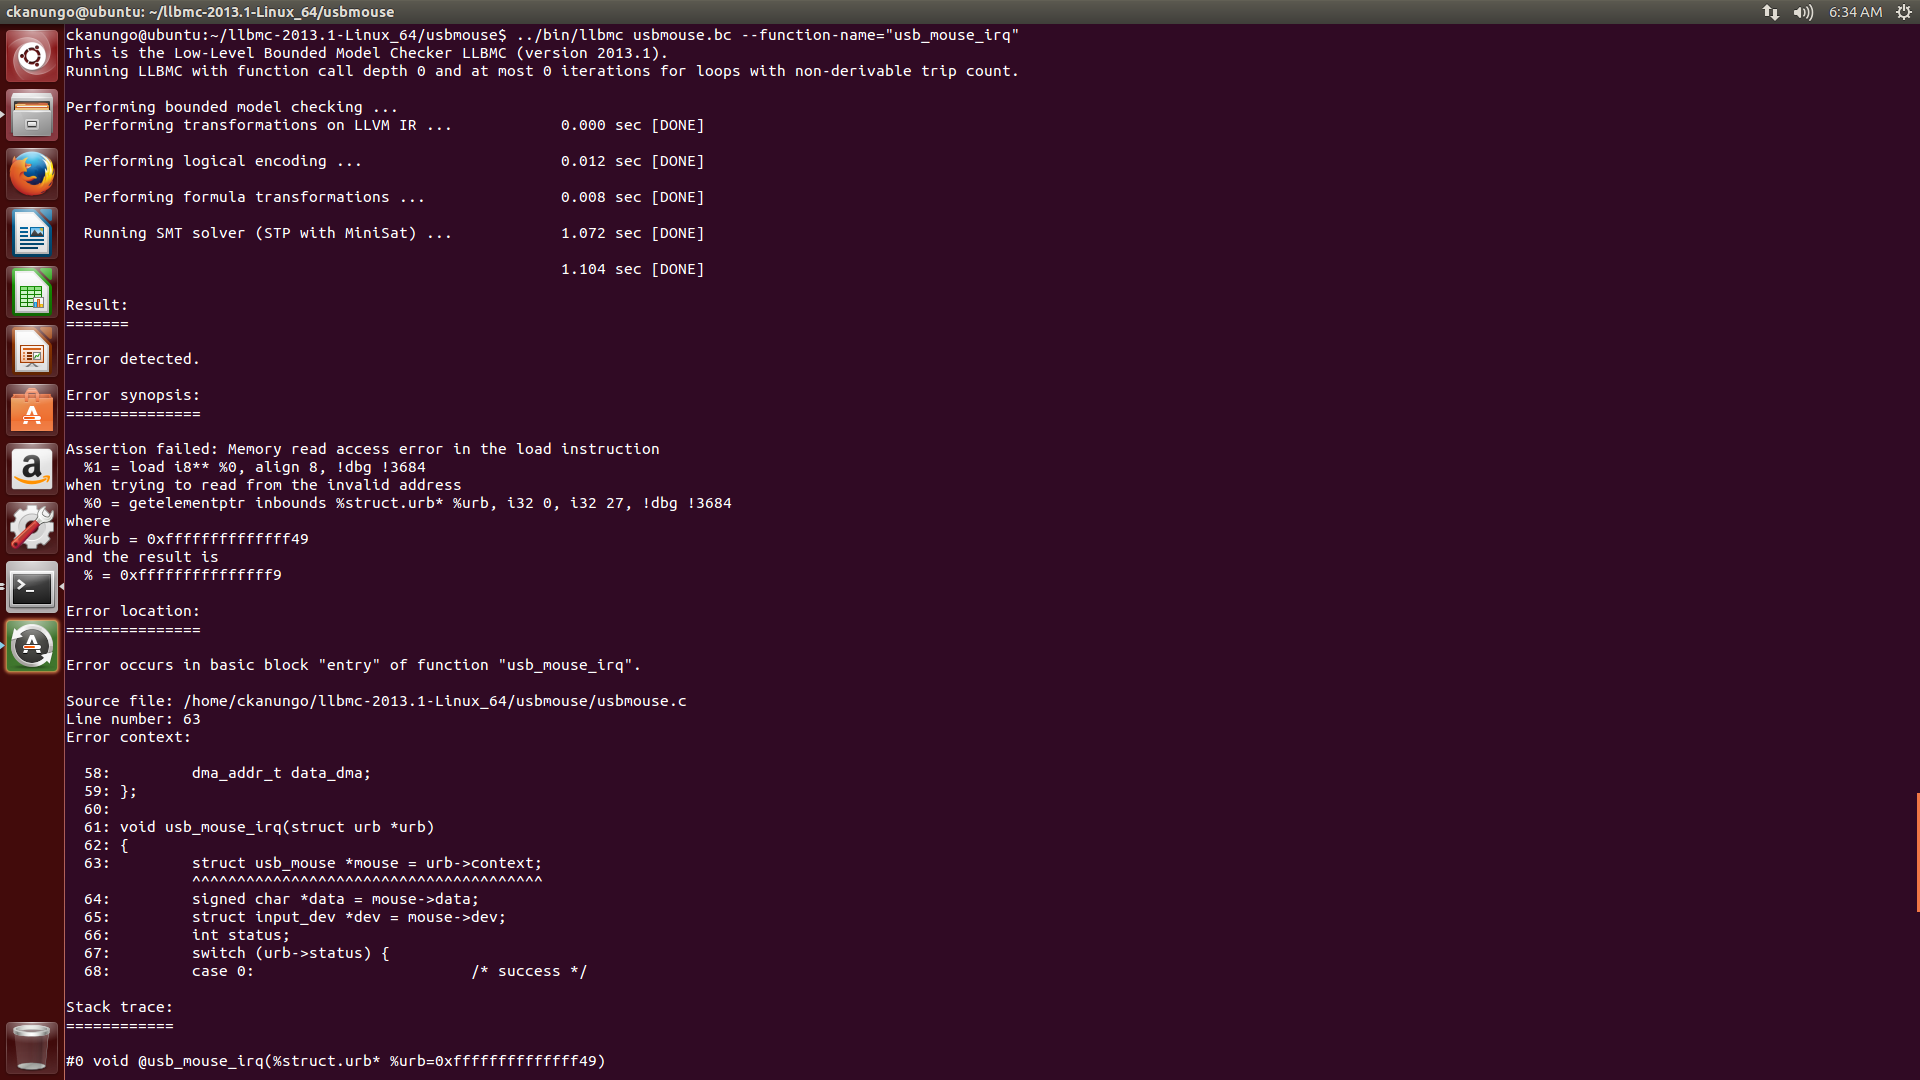 ckanungo@ubuntu: ~/llbmc-2013.1-Linux_64/usbmouse
6:34 AM
ckanungo@ubuntu:~/llbmc-2013.1-Linux_64/usbmouse$ ../bin/llbmc usbmouse.bc --function-name="usb_mouse_irq"
This is the Low-Level Bounded Model Checker LLBMC (version 2013.1).
Running LLBMC with function call depth 0 and at most 0 iterations for loops with non-derivable trip count.
Performing bounded model checking ...
Performing transformations on LLVM IR ... 0.000 sec [DONE]
Performing logical encoding ... 0.012 sec [DONE]
Performing formula transformations ... 0.008 sec [DONE]
Running SMT solver (STP with MiniSat) ... 1.072 sec [DONE]
1.104 sec [DONE]
Result:
=======
Error detected.
Error synopsis:
===============
Assertion failed: Memory read access error in the load instruction
%1 = load i8** %0, align 8, !dbg !3684
when trying to read from the invalid address
%0 = getelementptr inbounds %struct.urb* %urb, i32 0, i32 27, !dbg !3684
where
%urb = 0xffffffffffffff49
and the result is
% = 0xfffffffffffffff9
Error location:
===============
Error occurs in basic block "entry" of function "usb_mouse_irq".
Source file: /home/ckanungo/llbmc-2013.1-Linux_64/usbmouse/usbmouse.c
Line number: 63
Error context:
58: dma_addr_t data_dma;
59: };
60:
61: void usb_mouse_irq(struct urb *urb)
62: {
63: struct usb_mouse *mouse = urb->context;
^^^^^^^^^^^^^^^^^^^^^^^^^^^^^^^^^^^^^^^
64: signed char *data = mouse->data;
65: struct input_dev *dev = mouse->dev;
66: int status;
67: switch (urb->status) {
68: case 0: /* success */
Stack trace:
============
#0 void @usb_mouse_irq(%struct.urb* %urb=0xffffffffffffff49)